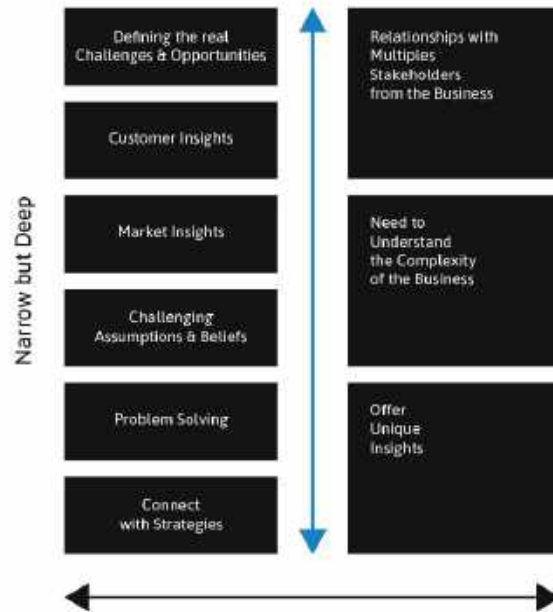 Defining the real
Challenges & Opportunities
Customer Insights
Market Insights
Challenging
Assumptions & Beliefs
Problem Solving
Connect
with Strategies
Narrow but Deep
Relationships with
Multiples
Stakeholders
from the Business
Need to
Understand
the Complexity
of the Business
Offer
Unique
Insights